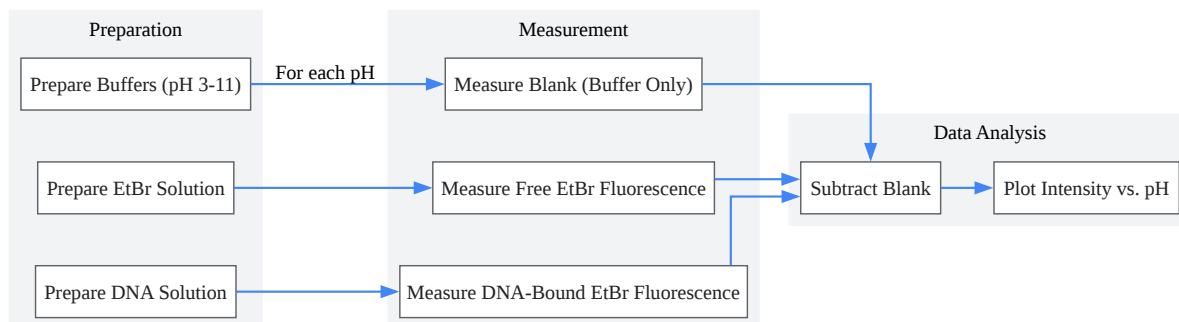 Preparation
Measurement
Prepare Buffers (pH 3-11)
For each pH
Measure Blank (Buffer Only)
Data Analysis
Prepare EtBr Solution
Measure Free EtBr Fluorescence
Subtract Blank
Plot Intensity vs. pH
Prepare DNA Solution
Measure DNA-Bound EtBr Fluorescence